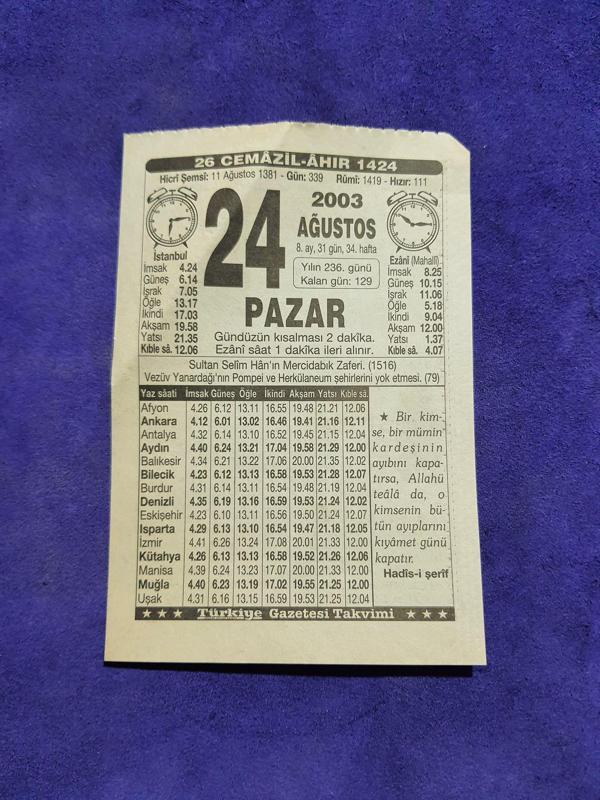 26 CEMÂZİL-ÂHIR 1424
Hicrî Şemsî: 11 Ağustos 1381 - Gün: 339 Rûmî: 1419 - Hızır: 111
24
2003
AĞUSTOS
8. ay, 31 gün, 34. hafta
Yılın 236. günü
Kalan gün: 129
PAZAR
Gündüzün kısalması 2 dakîka.
Ezânî sâat 1 dakîka ileri alınır.
İstanbul
İmsak 4.24
Güneş 6.14
İşrak 7.05
Öğle 13.17
İkindi 17.03
Akşam 19.58
Yatsı 21.35
Kıble sâ. 12.06
Ezânî (Mahallî)
İmsak 8.25
Güneş 10.15
İşrak 11.06
Öğle 5.18
İkindi 9.04
Akşam 12.00
Yatsı 1.37
Kıble sâ. 4.07
Sultan Selîm Hân'ın Mercidabık Zaferi. (1516)
Vezüv Yanardağı'nın Pompei ve Herkülaneum şehirlerini yok etmesi. (79)
Yaz sâati İmsak Güneş Öğle İkindi Akşam Yatsı Kıble sâ.
Afyon 4.26 6.12 13.11 16.55 19.48 21.21 12.06
Ankara 4.12 6.01 13.02 16.46 19.41 21.16 12.11
Antalya 4.32 6.14 13.10 16.52 19.45 21.15 12.04
Aydın 4.40 6.24 13.21 17.04 19.58 21.29 12.00
Balıkesir 4.34 6.21 13.22 17.06 20.00 21.35 12.02
Bilecik 4.23 6.12 13.13 16.58 19.53 21.28 12.07
Burdur 4.31 6.14 13.11 16.54 19.48 21.19 12.04
Denizli 4.35 6.19 13.16 16.59 19.53 21.24 12.02
Eskişehir 4.23 6.10 13.11 16.56 19.50 21.24 12.07
Isparta 4.29 6.13 13.10 16.54 19.47 21.18 12.05
İzmir 4.41 6.26 13.24 17.08 20.01 21.33 12.00
Kütahya 4.26 6.13 13.13 16.58 19.52 21.26 12.06
Manisa 4.39 6.24 13.23 17.07 20.00 21.33 12.00
Muğla 4.40 6.23 13.19 17.02 19.55 21.25 12.00
Uşak 4.31 6.16 13.15 16.59 19.53 21.25 12.04
★ Bir kim-
se, bir mümin
kardeşinin
ayıbını kapa-
tırsa, Allahü
teâlâ da, o
kimsenin bü-
tün ayıplarını
kıyâmet günü
kapatır.
Hadîs-i şerîf
★ ★ ★ Türkiye Gazetesi Takvimi ★ ★ ★